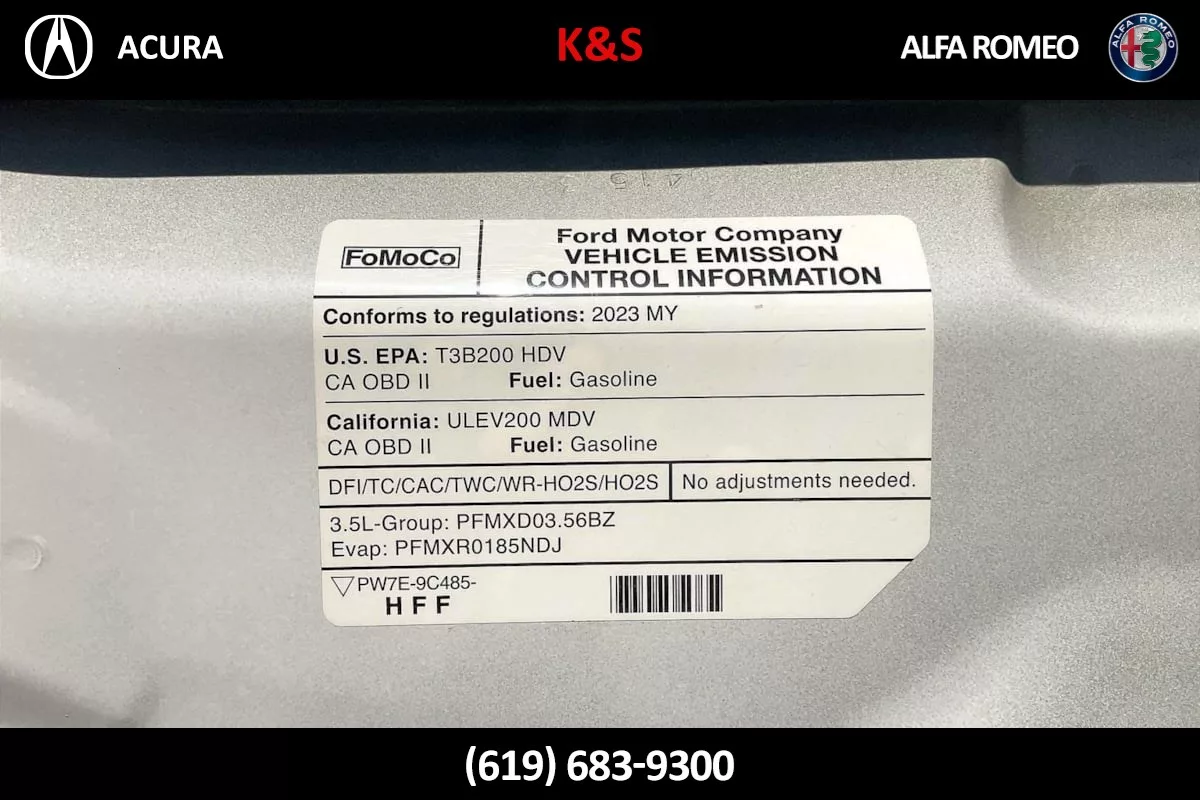 ACURA
K&S
ALFA ROMEO
ALFA ROMEO
FoMoCo
Ford Motor Company
VEHICLE EMISSION
CONTROL INFORMATION
Conforms to regulations: 2023 MY
U.S. EPA: T3B200 HDV
CA OBD II Fuel: Gasoline
California: ULEV200 MDV
CA OBD II Fuel: Gasoline
DFI/TC/CAC/TWC/WR-HO2S/HO2S
No adjustments needed.
3.5L-Group: PFMXD03.56BZ
Evap: PFMXR0185NDJ
PW7E-9C485-
HFF
(619) 683-9300